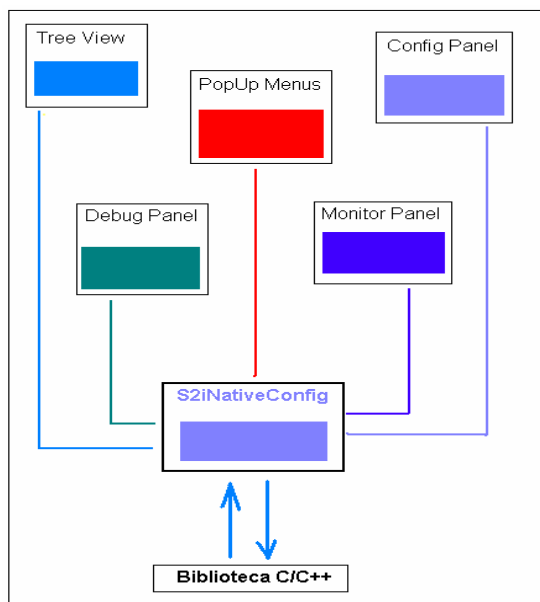 Tree View
Config Panel
PopUp Menus
Debug Panel
Monitor Panel
S2iNativeConfig
Biblioteca C/C++